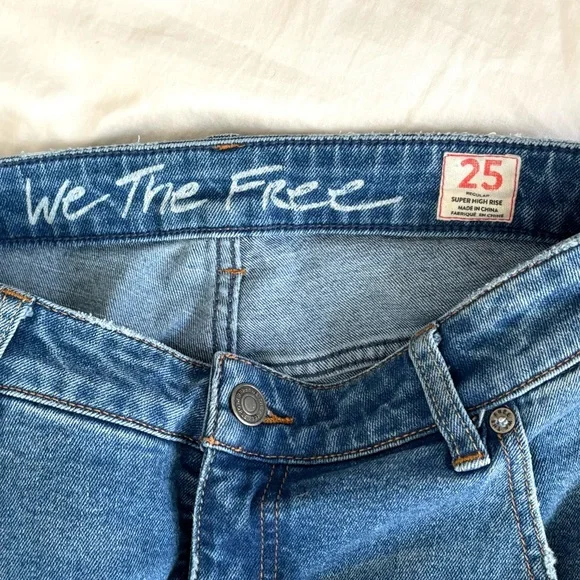 We The Free
25
REGULAR
SUPER HIGH RISE
MADE IN CHINA
FABRIQUÉ EN CHINE